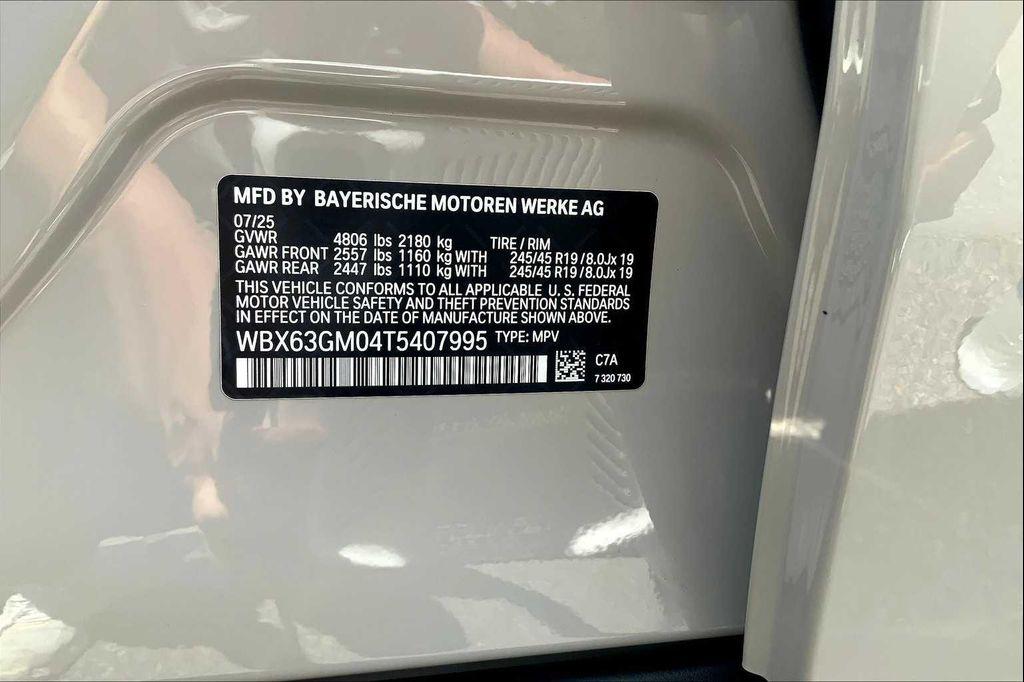 MFD BY BAYERISCHE MOTOREN WERKE AG
07/25
GVWR 4806 lbs 2180 kg TIRE / RIM
GAWR FRONT 2557 lbs 1160 kg WITH 245/45 R19 / 8.0Jx 19
GAWR REAR 2447 lbs 1110 kg WITH 245/45 R19 / 8.0Jx 19
THIS VEHICLE CONFORMS TO ALL APPLICABLE U. S. FEDERAL
MOTOR VEHICLE SAFETY AND THEFT PREVENTION STANDARDS
IN EFFECT ON THE DATE OF MANUFACTURE SHOWN ABOVE.
WBX63GM04T5407995 TYPE: MPV
C7A
7 320 730